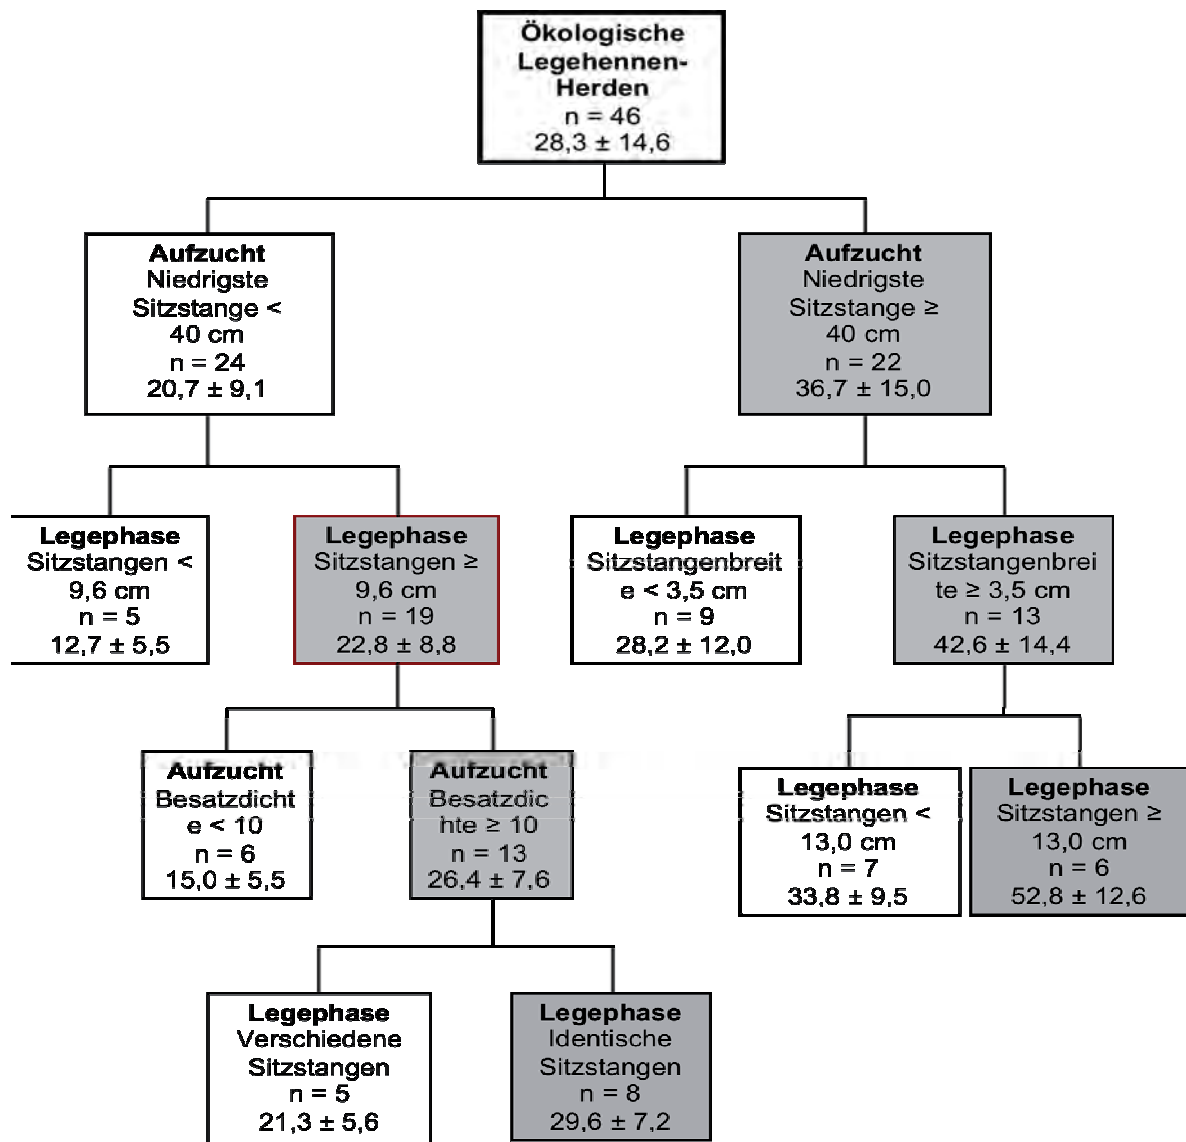 Ökologische
Legehennen-
Herden
n = 46
28,3 ± 14,6
Aufzucht
Niedrigste
Sitzstange <
40 cm
n = 24
20,7 ± 9,1
Aufzucht
Niedrigste
Sitzstange ≥
40 cm
n = 22
36,7 ± 15,0
Legephase
Sitzstangen <
9,6 cm
n = 5
12,7 ± 5,5
Legephase
Sitzstangen ≥
9,6 cm
n = 19
22,8 ± 8,8
Legephase
Sitzstangenbreit
e < 3,5 cm
n = 9
28,2 ± 12,0
Legephase
Sitzstangenbrei
te ≥ 3,5 cm
n = 13
42,6 ± 14,4
Aufzucht
Besatzdicht
e < 10
n = 6
15,0 ± 5,5
Aufzucht
Besatzdic
hte ≥ 10
n = 13
26,4 ± 7,6
Legephase
Sitzstangen <
13,0 cm
n = 7
33,8 ± 9,5
Legephase
Sitzstangen ≥
13,0 cm
n = 6
52,8 ± 12,6
Legephase
Verschiedene
Sitzstangen
n = 5
21,3 ± 5,6
Legephase
Identische
Sitzstangen
n = 8
29,6 ± 7,2